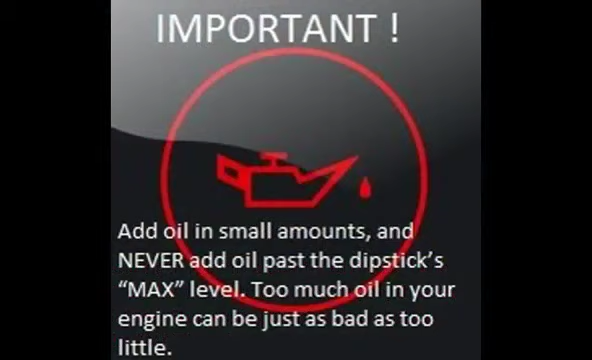 IMPORTANT !
Add oil in small amounts, and
NEVER add oil past the dipstick’s
“MAX” level. Too much oil in your
engine can be just as bad as too
little.